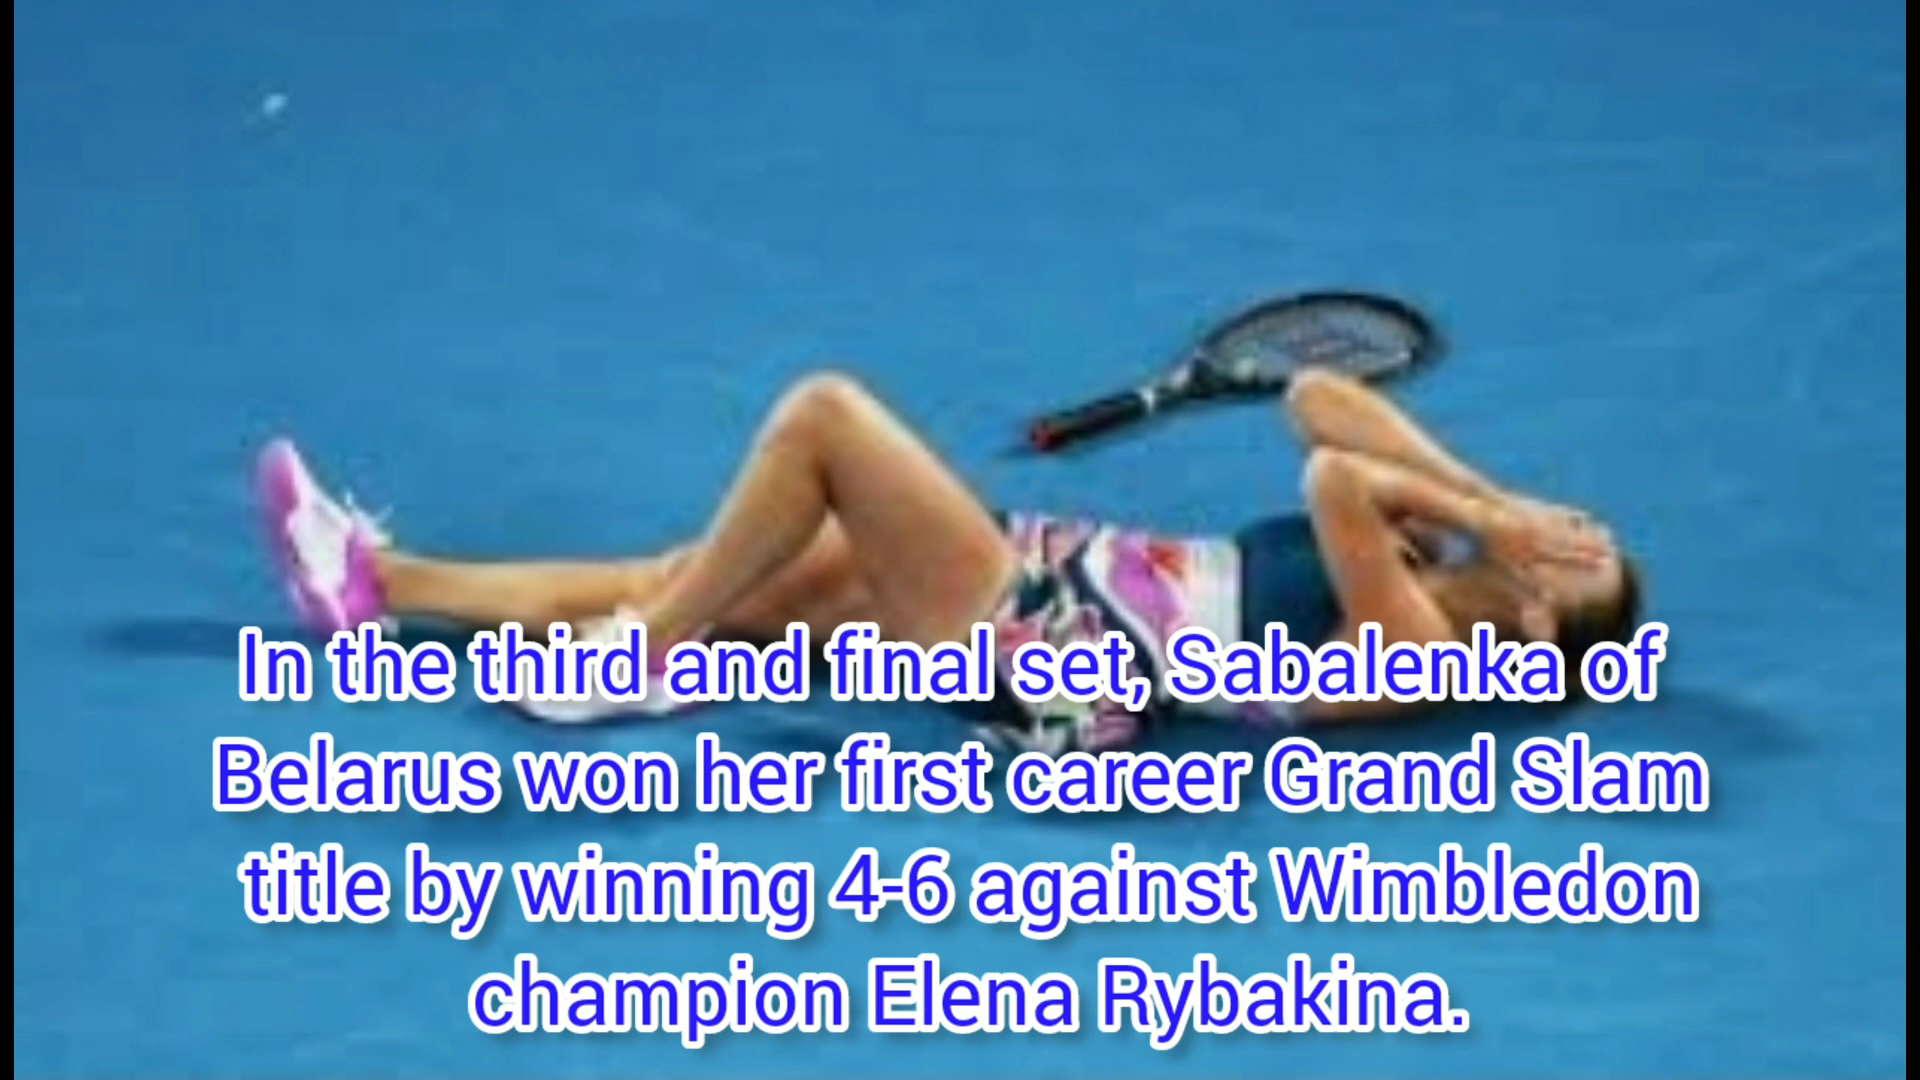 In the third and final set, Sabalenka of
Belarus won her first career Grand Slam
title by winning 4-6 against Wimbledon
champion Elena Rybakina.